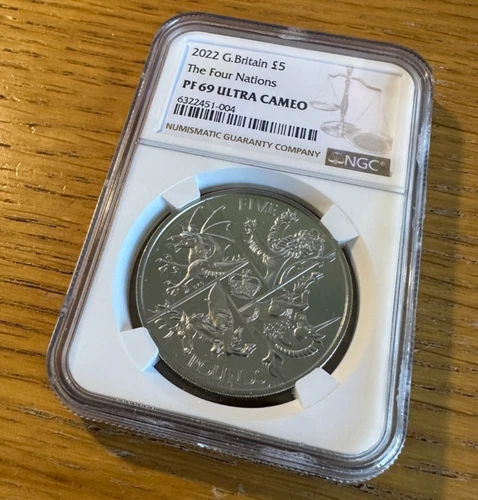 2022 G.Britain £5
The Four Nations
PF 69 ULTRA CAMEO
6322451-004
NUMISMATIC GUARANTY COMPANY
NGC
FIVE
POUNDS